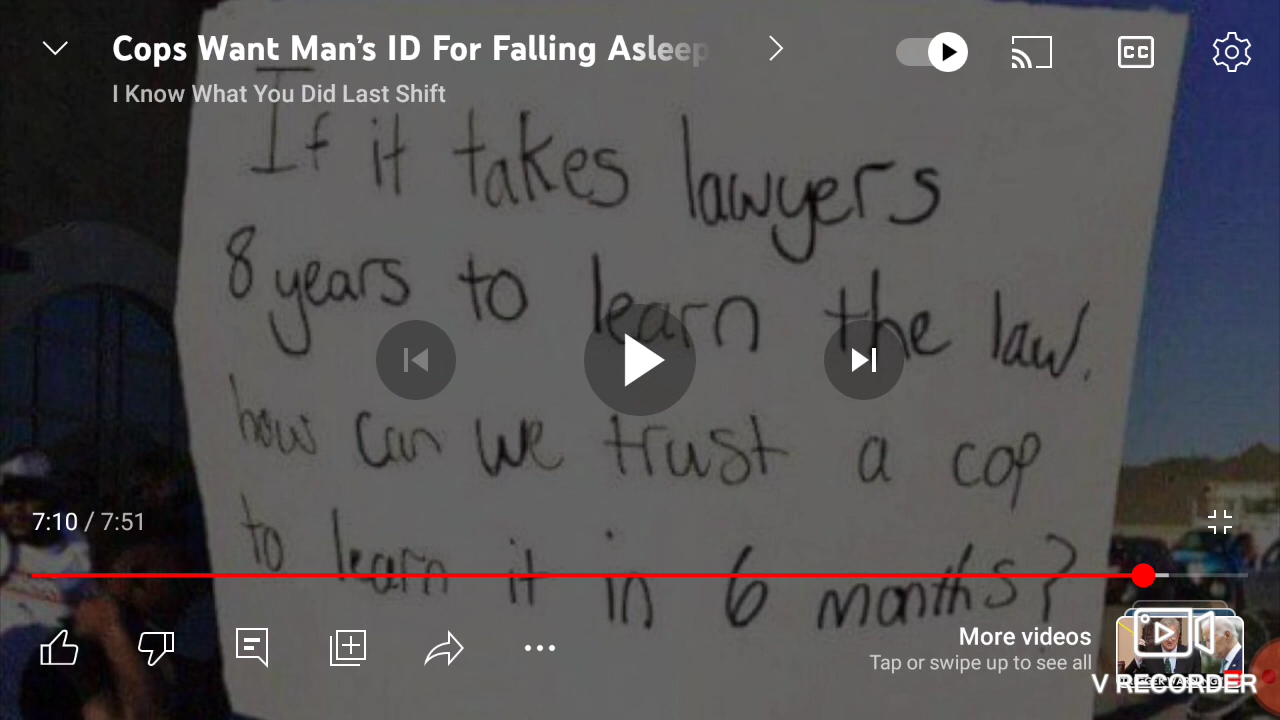 Cops Want Man's ID For Falling Asleep
I Know What You Did Last Shift
CC
If it takes lawyers
8 years to learn the law.
how can we trust a cop
to learn it in 6 months?
7:10 / 7:51
More videos
Tap or swipe up to see all
V RECORDER